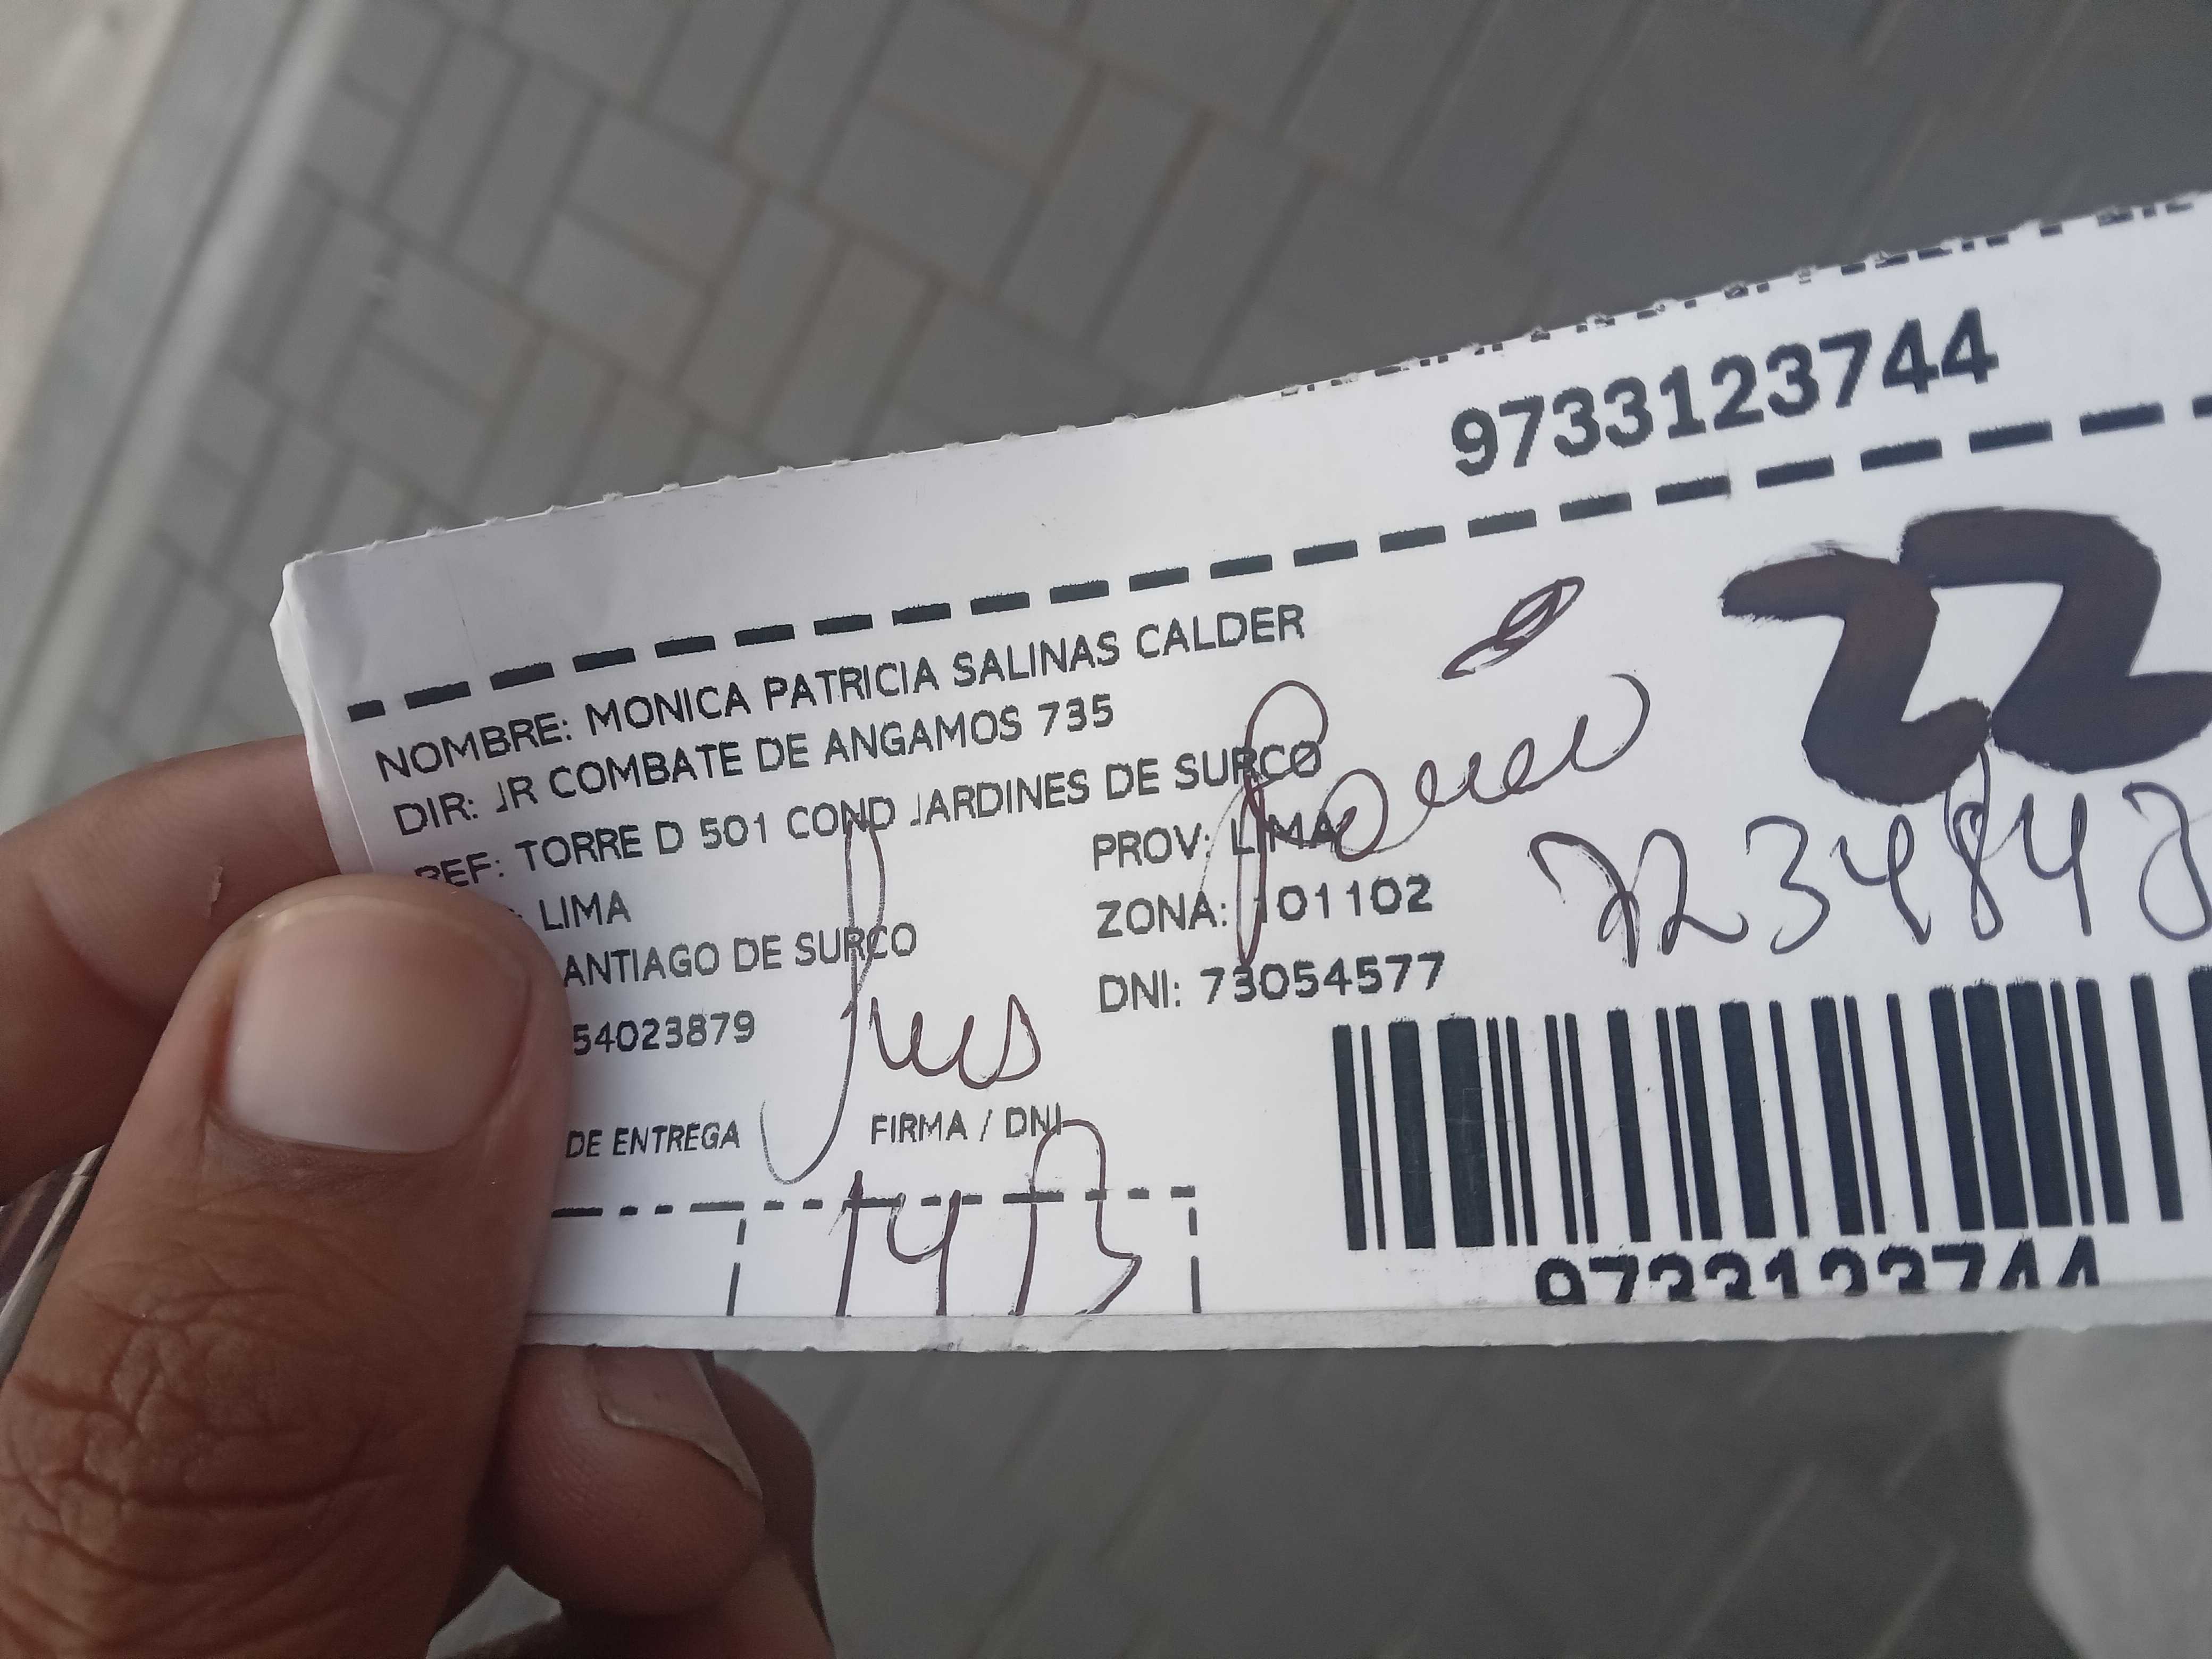 9733123744
22
NOMBRE: MONICA PATRICIA SALINAS CALDER
DIR: JR COMBATE DE ANGAMOS 735
REF: TORRE D 501 COND JARDINES DE SURCO
LIMA PROV: LIMA
ANTIAGO DE SURCO ZONA: 101102
54023879 DNI: 73054577
Luis
DE ENTREGA FIRMA / DNI
9733123744